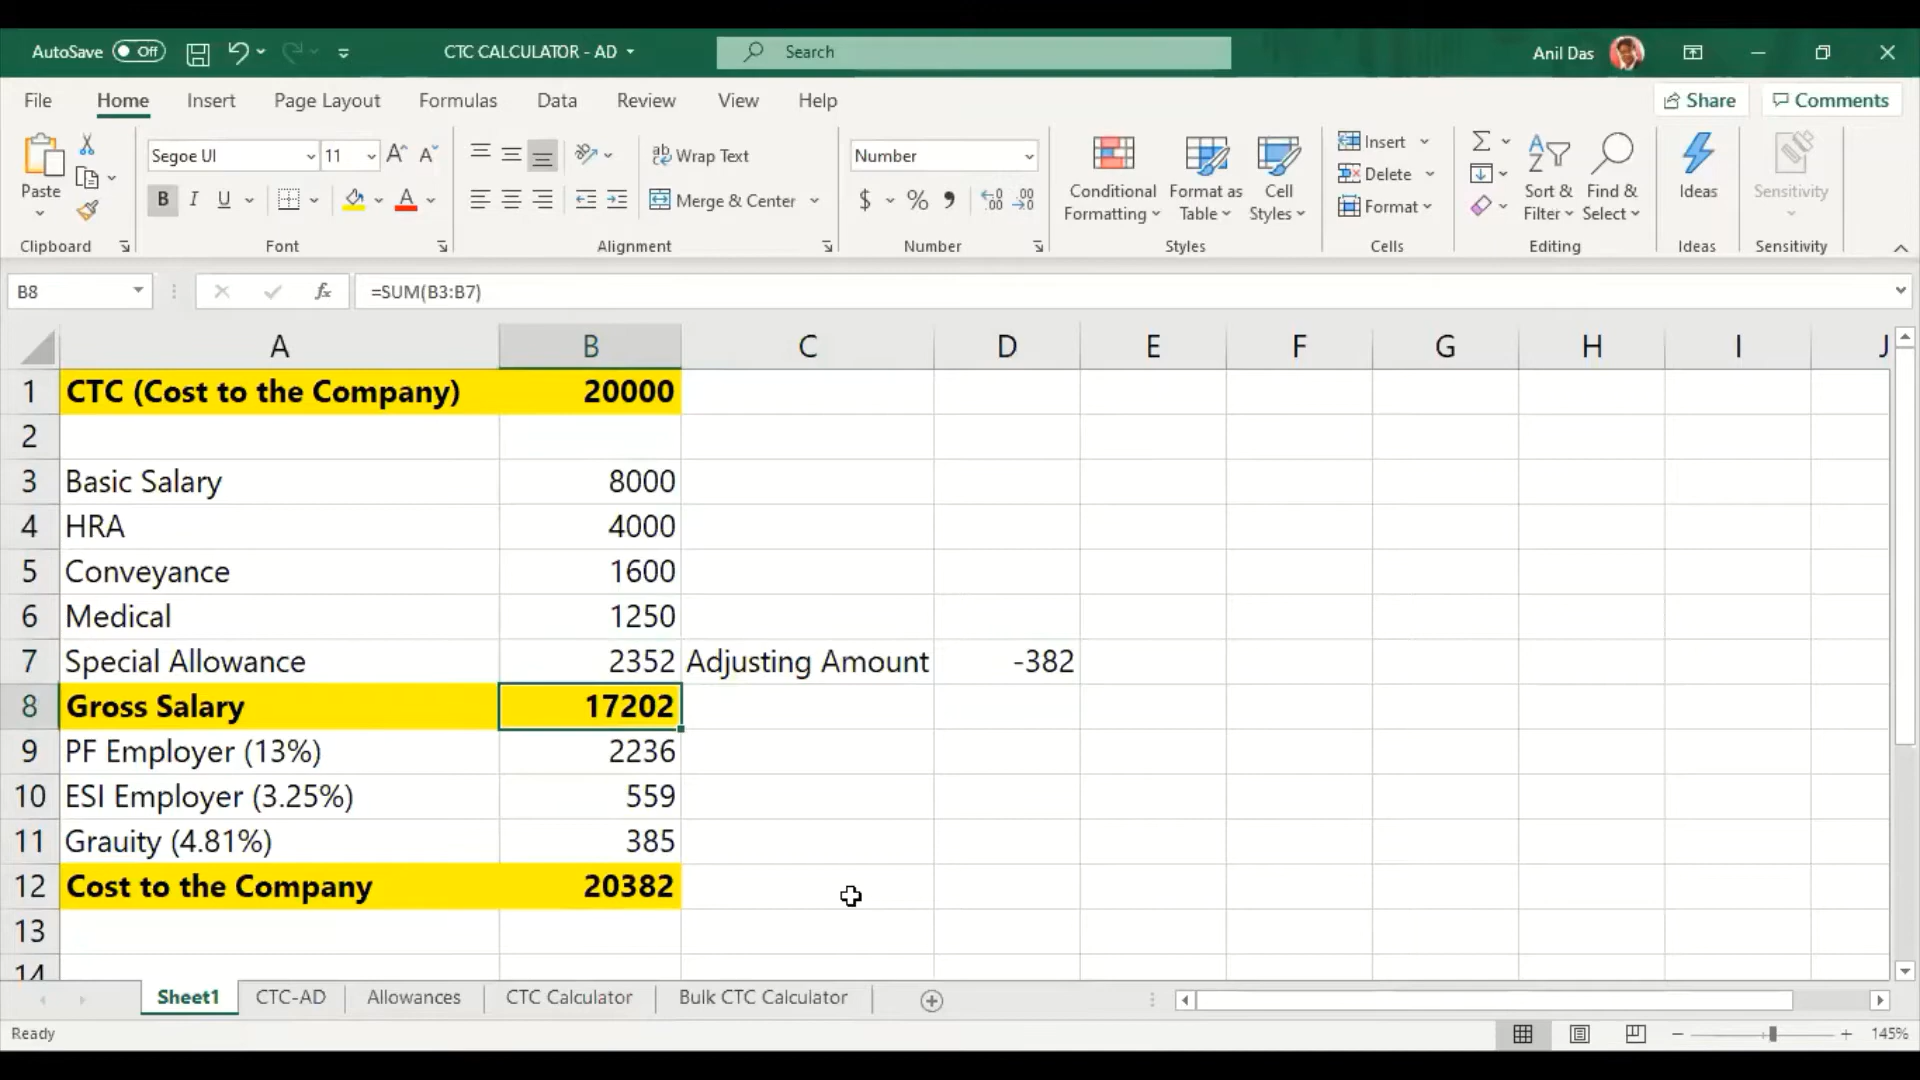 AutoSave Off CTC CALCULATOR - AD Search Anil Das
File Home Insert Page Layout Formulas Data Review View Help Share Comments
Paste Segoe UI 11 Wrap Text Number Conditional Formatting Format as Table Cell Styles Insert Sort & Filter Find & Select Ideas Sensitivity
B I U Merge & Center $ % Delete
Format
Clipboard Font Alignment Number Styles Cells Editing Ideas Sensitivity
B8 fx =SUM(B3:B7)
A B C D E F G H I J
1 CTC (Cost to the Company) 20000
2
3 Basic Salary 8000
4 HRA 4000
5 Conveyance 1600
6 Medical 1250
7 Special Allowance 2352 Adjusting Amount -382
8 Gross Salary 17202
9 PF Employer (13%) 2236
10 ESI Employer (3.25%) 559
11 Grauity (4.81%) 385
12 Cost to the Company 20382
13
14
Sheet1 CTC-AD Allowances CTC Calculator Bulk CTC Calculator
Ready 145%